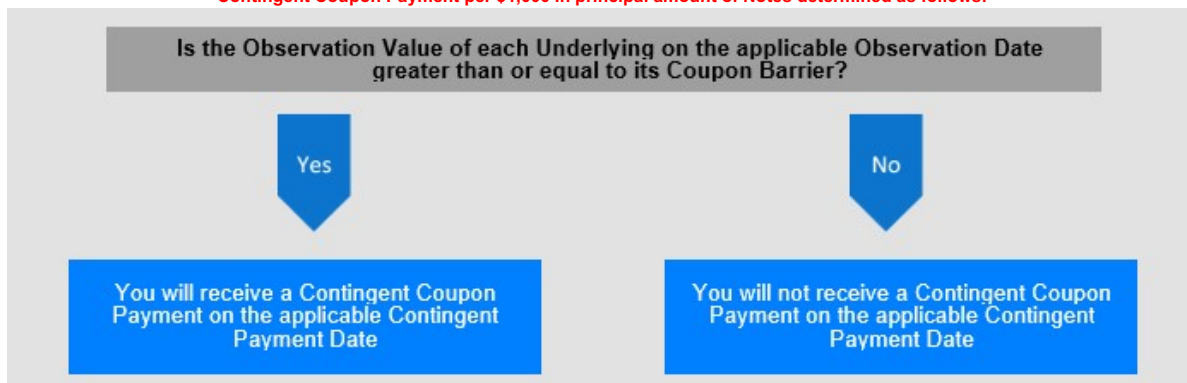 Contingent Coupon Payment per $1,000 in principal amount of Notes determined as follows:
Is the Observation Value of each Underlying on the applicable Observation Date
greater than or equal to its Coupon Barrier?
Yes
No
You will receive a Contingent Coupon
Payment on the applicable Contingent
Payment Date
You will not receive a Contingent Coupon
Payment on the applicable Contingent
Payment Date